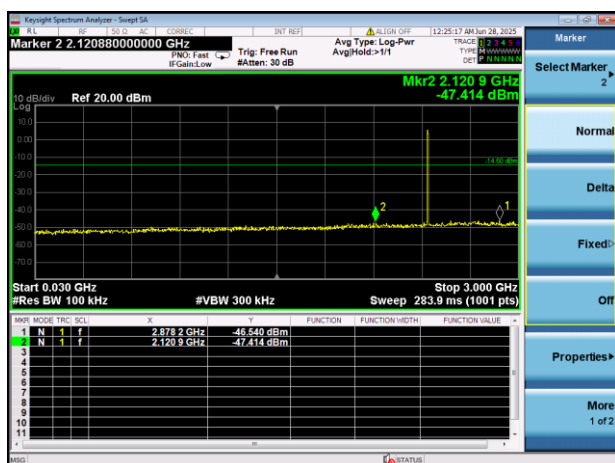 Keysight Spectrum Analyzer - Swept SA
RL RF 50 Ω AC CORREC INT REF ALIGN OFF 12:25:17 AM Jun 28, 2025
Marker 2 2.120880000000 GHz
PNO: Fast
IFGain:Low
Trig: Free Run
#Atten: 30 dB
Avg Type: Log-Pwr
Avg|Hold:>1/1
TRACE 1 2 3 4 5 6
TYPE M WWWWW
DET P N N N N N
Mkr2 2.120 9 GHz
-47.414 dBm
10 dB/div Ref 20.00 dBm
Log
10.0
0.00
-10.0
-14.60 dBm
-20.0
-30.0
-40.0
2
1
-50.0
-60.0
-70.0
Start 0.030 GHz Stop 3.000 GHz
#Res BW 100 kHz #VBW 300 kHz Sweep 283.9 ms (1001 pts)
MKR MODE TRC SCL X Y FUNCTION FUNCTION WIDTH FUNCTION VALUE
1 N 1 f 2.878 2 GHz -46.540 dBm
2 N 1 f 2.120 9 GHz -47.414 dBm
3
4
5
6
7
8
9
10
11
MSG STATUS
Marker
Select Marker
2
Normal
Delta
Fixed
Off
Properties
More
1 of 2